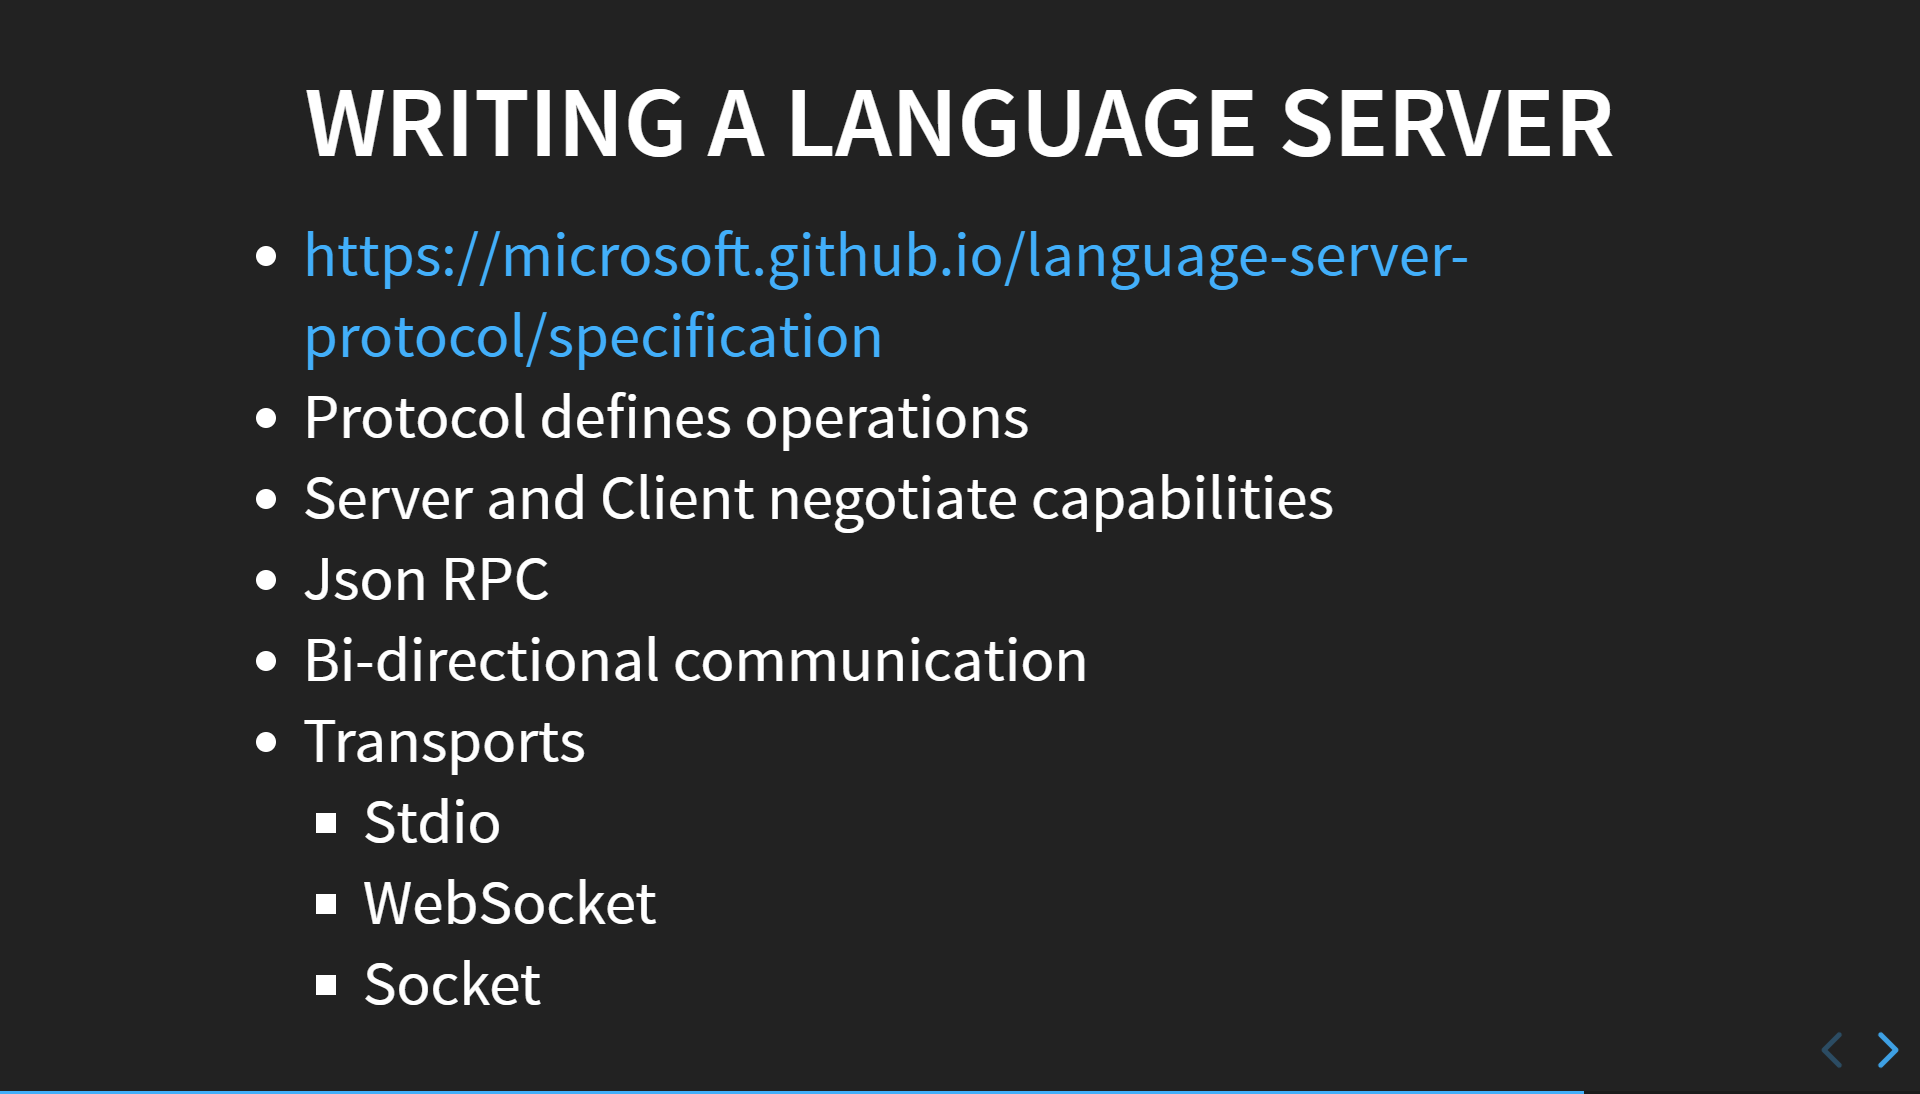 WRITING A LANGUAGE SERVER
https://microsoft.github.io/language-server-
protocol/specification
Protocol defines operations
Server and Client negotiate capabilities
Json RPC
Bi-directional communication
Transports
Stdio
WebSocket
Socket